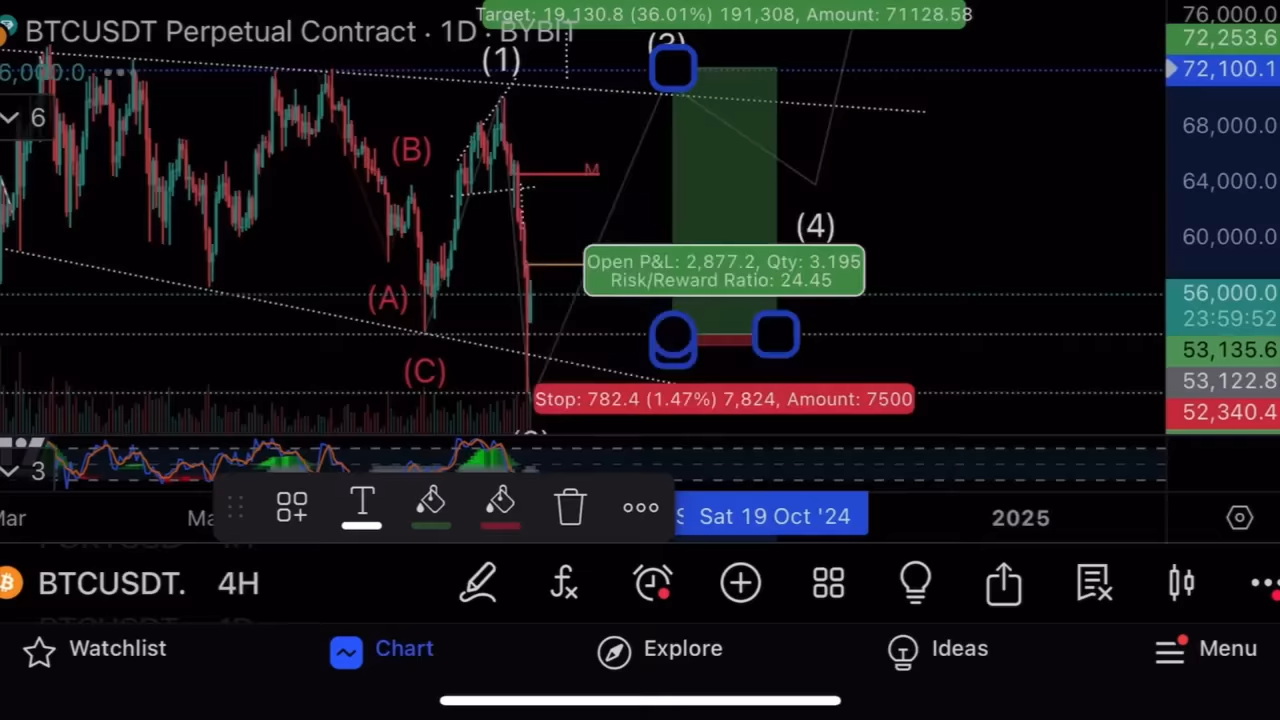 Target: 19,130.8 (36.01%) 191,308, Amount: 71128.58
BTCUSDT Perpetual Contract · 1D · BYBIT
76,000.0
72,253.6
72,100.1
68,000.0
64,000.0
60,000.0
56,000.0
23:59:52
53,135.6
53,122.8
52,340.4
6,000.0
6
(1)
(B)
M
(4)
Open P&L: 2,877.2, Qty: 3.195
Risk/Reward Ratio: 24.45
(A)
(C)
Stop: 782.4 (1.47%) 7,824, Amount: 7500
3
T
Sat 19 Oct '24
2025
BTCUSDT. 4H
Watchlist
Chart
Explore
Ideas
Menu